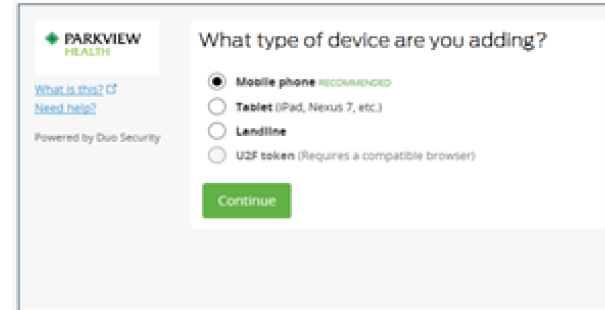 PARKVIEW
HEALTH
What is this?
Need help?
Powered by Duo Security
What type of device are you adding?
Mobile phone RECOMMENDED
Tablet (iPad, Nexus 7, etc.)
Landline
U2F token (Requires a compatible browser)
Continue